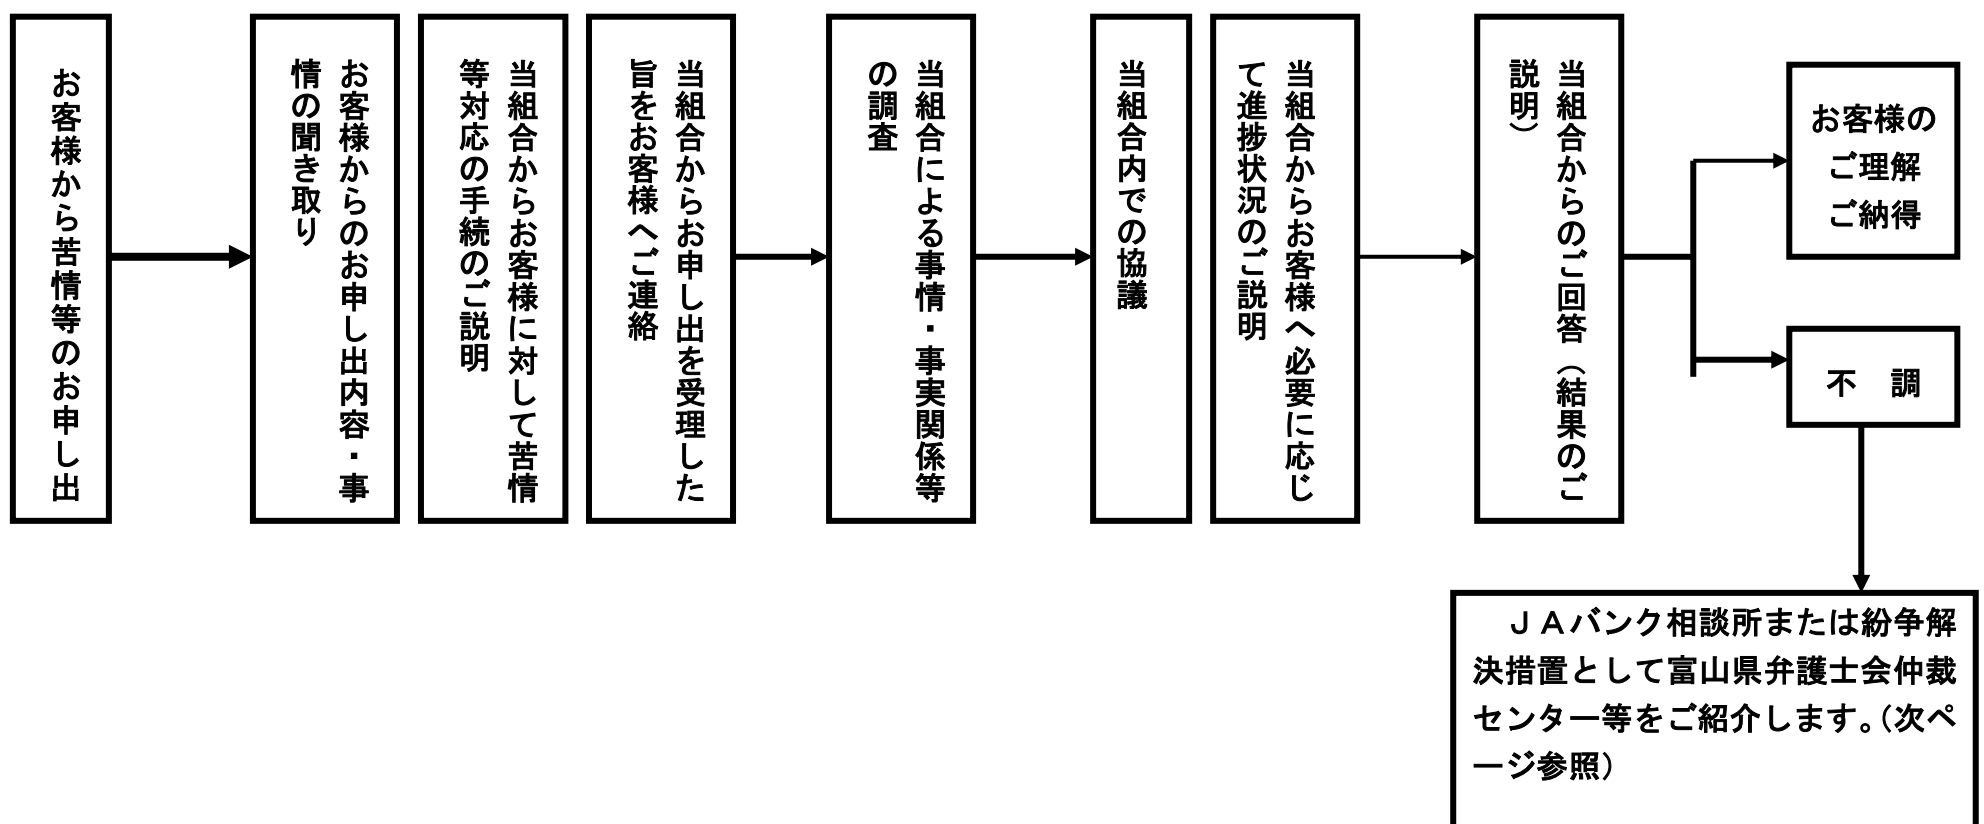 お客様から苦情等のお申し出
お客様からのお申し出内容・事
情の聞き取り
当組合からお客様に対して苦情
等対応の手続のご説明
当組合からお申し出を受理した
旨をお客様へご連絡
当組合による事情・事実関係等
の調査
当組合内での協議
当組合からお客様へ必要に応じ
て進捗状況のご説明
当組合からのご回答（結果のご
説明）
お客様の
ご理解
ご納得
不　調
ＪＡバンク相談所または紛争解
決措置として富山県弁護士会仲裁
センター等をご紹介します。（次ペ
ージ参照）